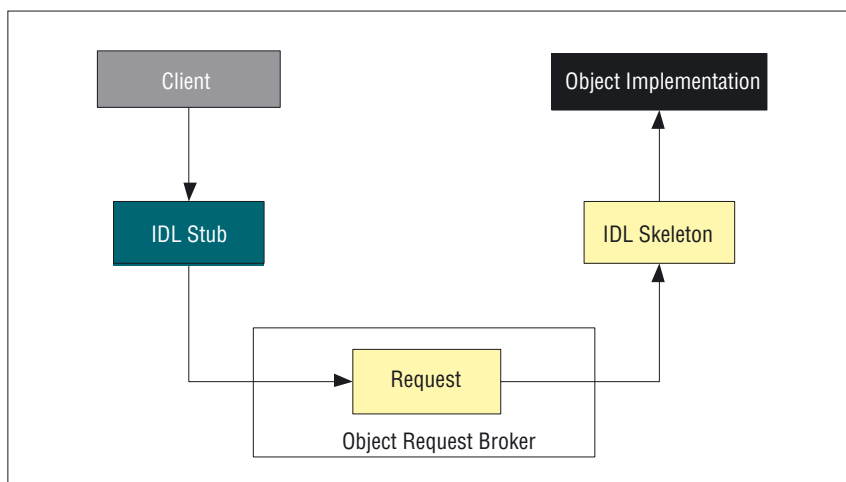 Client
Object Implementation
IDL Stub
IDL Skeleton
Request
Object Request Broker